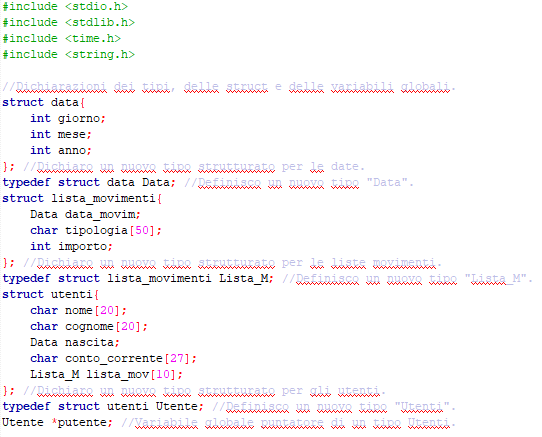 #include <stdio.h>
#include <stdlib.h>
#include <time.h>
#include <string.h>
//Dichiarazioni dei tipi, delle struct e delle variabili globali.
struct data{
int giorno;
int mese;
int anno;
}; //Dichiaro un nuovo tipo strutturato per le date.
typedef struct data Data; //Definisco un nuovo tipo "Data".
struct lista_movimenti{
Data data_movim;
char tipologia[50];
int importo;
}; //Dichiaro un nuovo tipo strutturato per le liste movimenti.
typedef struct lista_movimenti Lista_M; //Definisco un nuovo tipo "Lista_M".
struct utenti{
char nome[20];
char cognome[20];
Data nascita;
char conto_corrente[27];
Lista_M lista_mov[10];
}; //Dichiaro un nuovo tipo strutturato per gli utenti.
typedef struct utenti Utente; //Definisco un nuovo tipo "Utenti".
Utente *putente; //Variabile globale puntatore di un tipo Utenti.